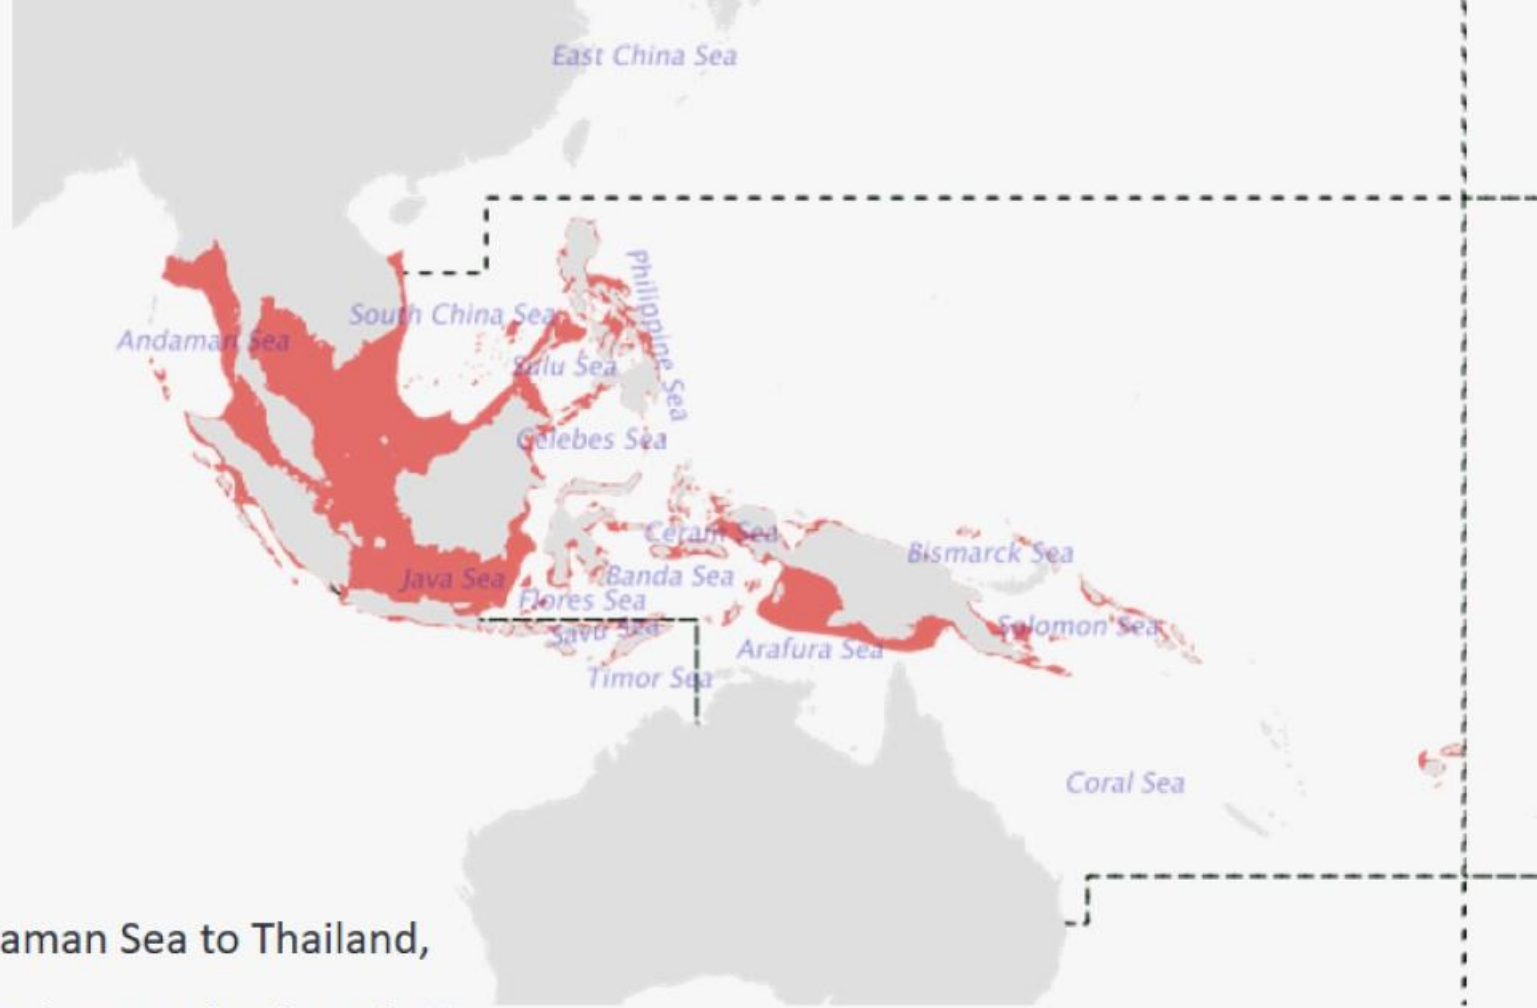 East China Sea
Philippine Sea
South China Sea
Andaman Sea
Sulu Sea
Celebes Sea
Ceram Sea
Bismarck Sea
Java Sea
Banda Sea
Flores Sea
Savu Sea
Solomon Sea
Arafura Sea
Timor Sea
Coral Sea
aman Sea to Thailand,